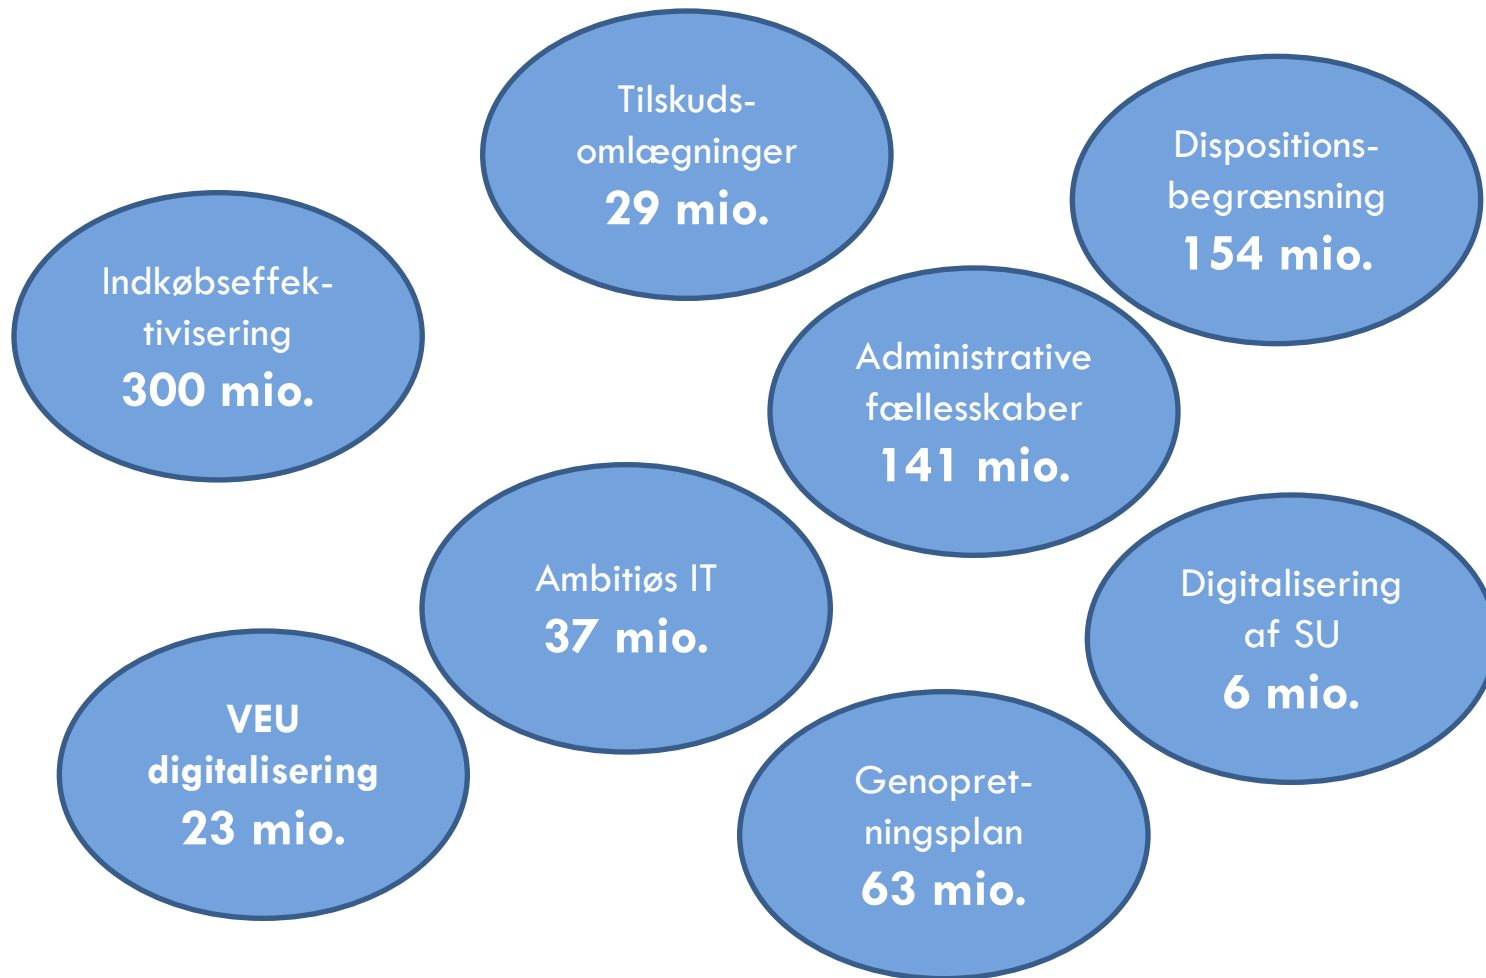 Tilskuds-
omlægninger
29 mio.
Dispositions-
begrænsning
154 mio.
Indkøbseffek-
tivisering
300 mio.
Administrative
fællesskaber
141 mio.
Ambitiøs IT
37 mio.
Digitalisering
af SU
6 mio.
VEU
digitalisering
23 mio.
Genopret-
ningsplan
63 mio.